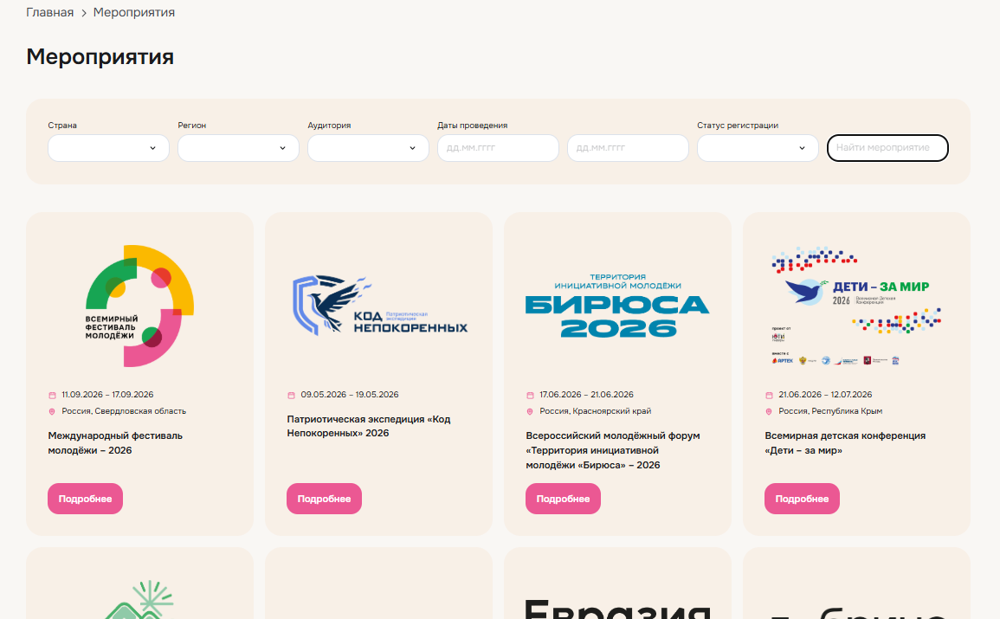 Главная > Мероприятия
Мероприятия
Страна
Регион
Аудитория
Даты проведения
Статус регистрации
дд.мм.гггг
дд.мм.гггг
Найти мероприятие
ВСЕМИРНЫЙ
ФЕСТИВАЛЬ
МОЛОДЁЖИ
11.09.2026 – 17.09.2026
Россия, Свердловская область
Международный фестиваль
молодёжи – 2026
Подробнее
КОД
Патриотическая
экспедиция
НЕПОКОРЕННЫХ
09.05.2026 – 19.05.2026
Патриотическая экспедиция «Код
Непокоренных» 2026
Подробнее
ТЕРРИТОРИЯ
ИНИЦИАТИВНОЙ МОЛОДЁЖИ
БИРЮСА
2026
17.06.2026 – 21.06.2026
Россия, Красноярский край
Всероссийский молодёжный форум
«Территория инициативной
молодёжи «Бирюса» – 2026
Подробнее
ДЕТИ – ЗА МИР
2026
Всемирная Детская
Конференция
проект от
вместе с
АРТЕК
21.06.2026 – 12.07.2026
Россия, Республика Крым
Всемирная детская конференция
«Дети – за мир»
Подробнее
Евразия